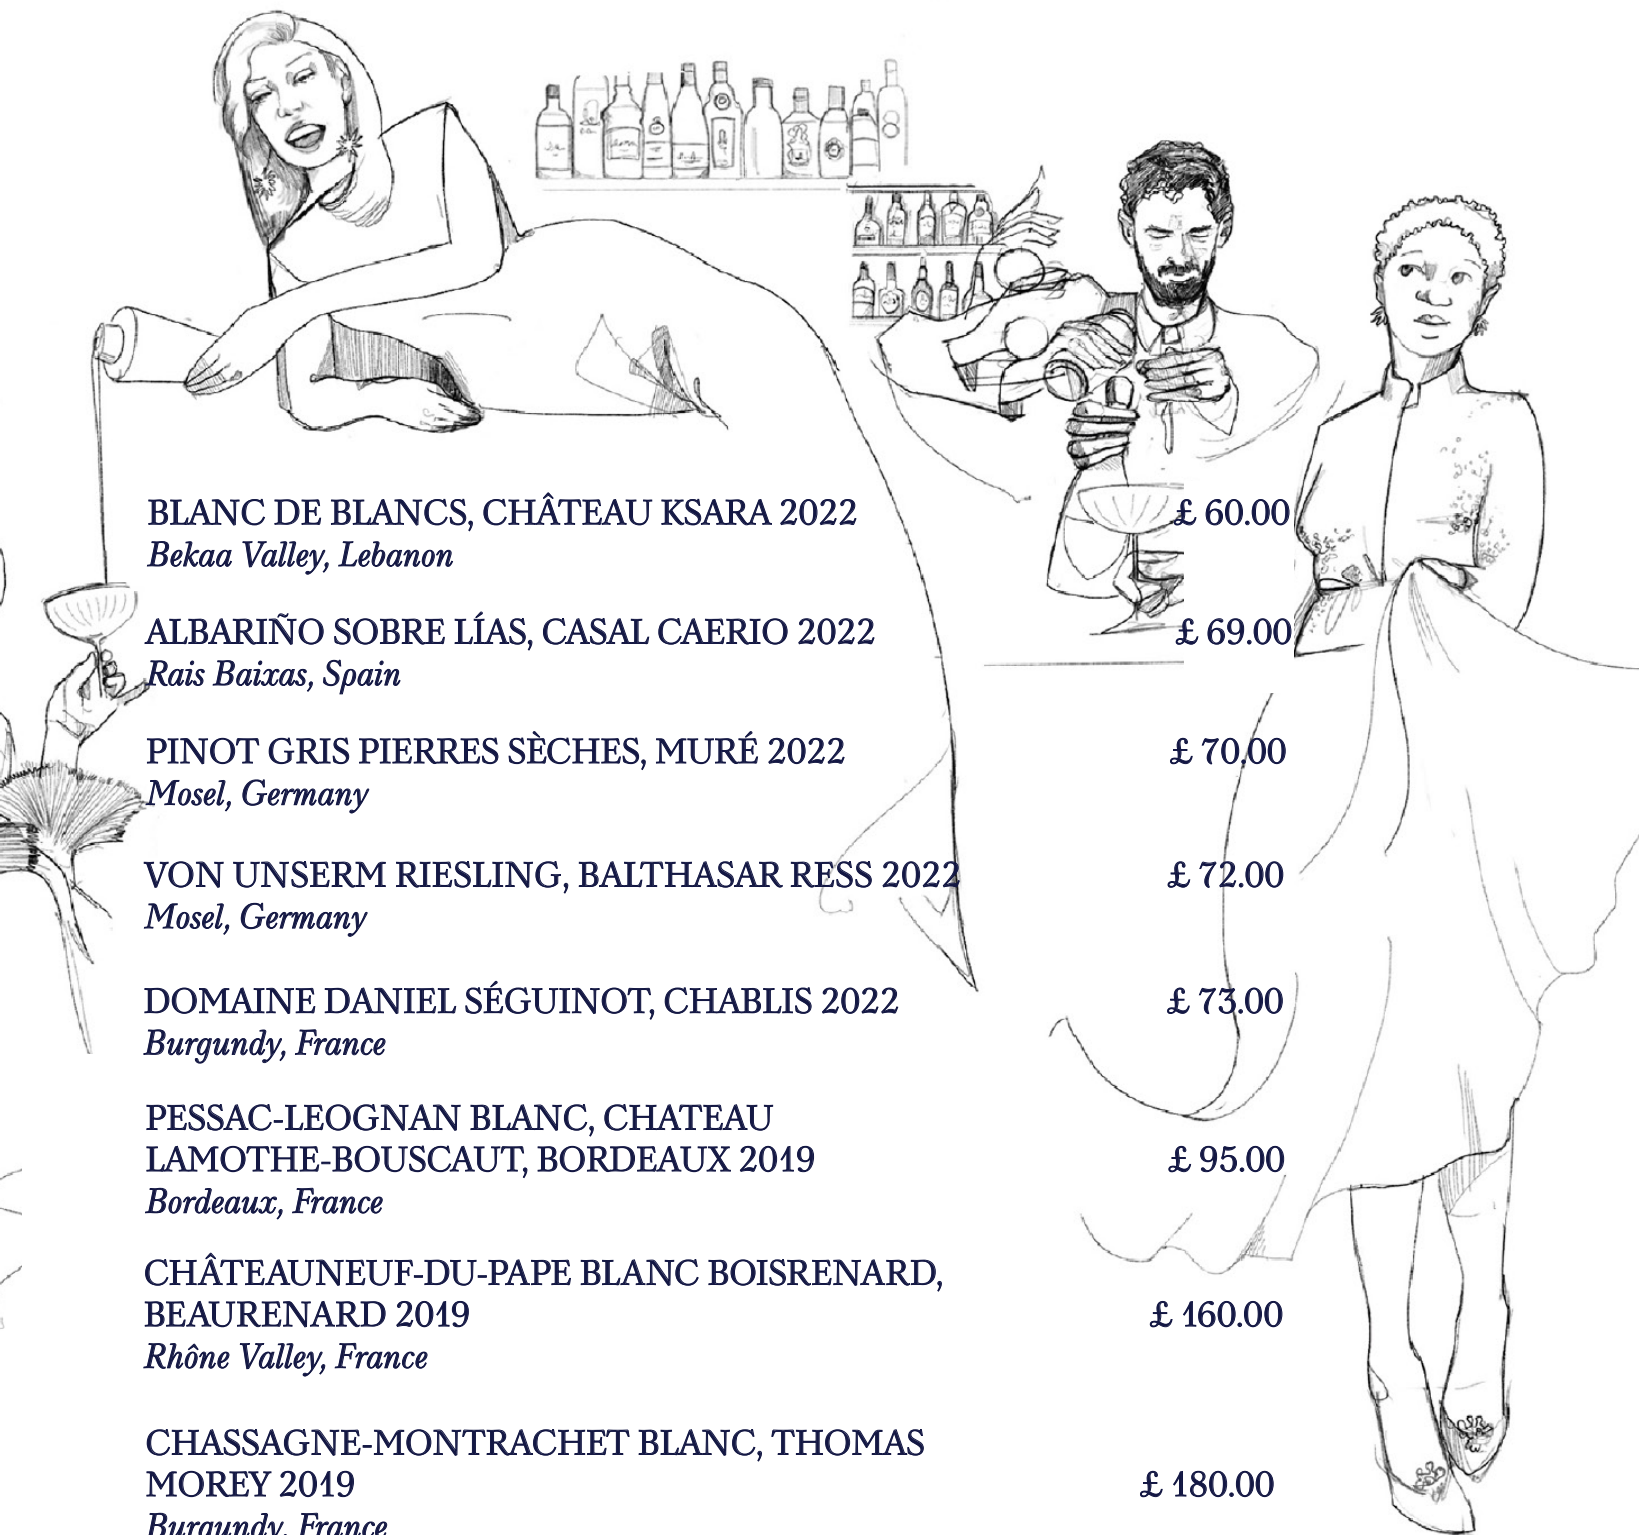 BLANC DE BLANCS, CHÂTEAU KSARA 2022 £ 60.00
Bekaa Valley, Lebanon
ALBARIÑO SOBRE LÍAS, CASAL CAERIO 2022 £ 69.00
Rais Baixas, Spain
PINOT GRIS PIERRES SÈCHES, MURÉ 2022 £ 70.00
Mosel, Germany
VON UNSERM RIESLING, BALTHASAR RESS 2022 £ 72.00
Mosel, Germany
DOMAINE DANIEL SÉGUINOT, CHABLIS 2022 £ 73.00
Burgundy, France
PESSAC-LEOGNAN BLANC, CHATEAU
LAMOTHE-BOUSCAUT, BORDEAUX 2019 £ 95.00
Bordeaux, France
CHÂTEAUNEUF-DU-PAPE BLANC BOISRENARD,
BEAURENARD 2019 £ 160.00
Rhône Valley, France
CHASSAGNE-MONTRACHET BLANC, THOMAS
MOREY 2019 £ 180.00
Burgundy, France